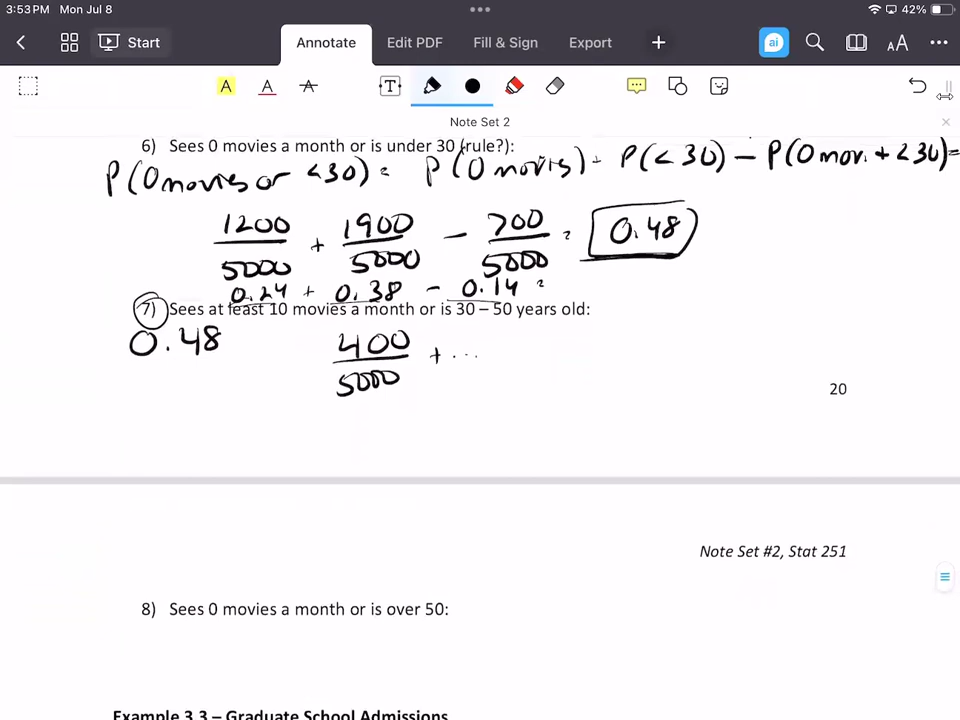 3:53 PM Mon Jul 8 42%
Start Annotate Edit PDF Fill & Sign Export ai AA
A A A T
Note Set 2
6) Sees 0 movies a month or is under 30 (rule?):
P(0 movies or <30) = P(0 movies) + P(<30) - P(0 mov. + <30) =
1200/5000 + 1900/5000 - 700/5000 = 0.48
0.24 + 0.38 - 0.14 =
7) Sees at least 10 movies a month or is 30 – 50 years old:
0.48 400/5000 + ...
20
Note Set #2, Stat 251
8) Sees 0 movies a month or is over 50:
Example 3.3 – Graduate School Admissions